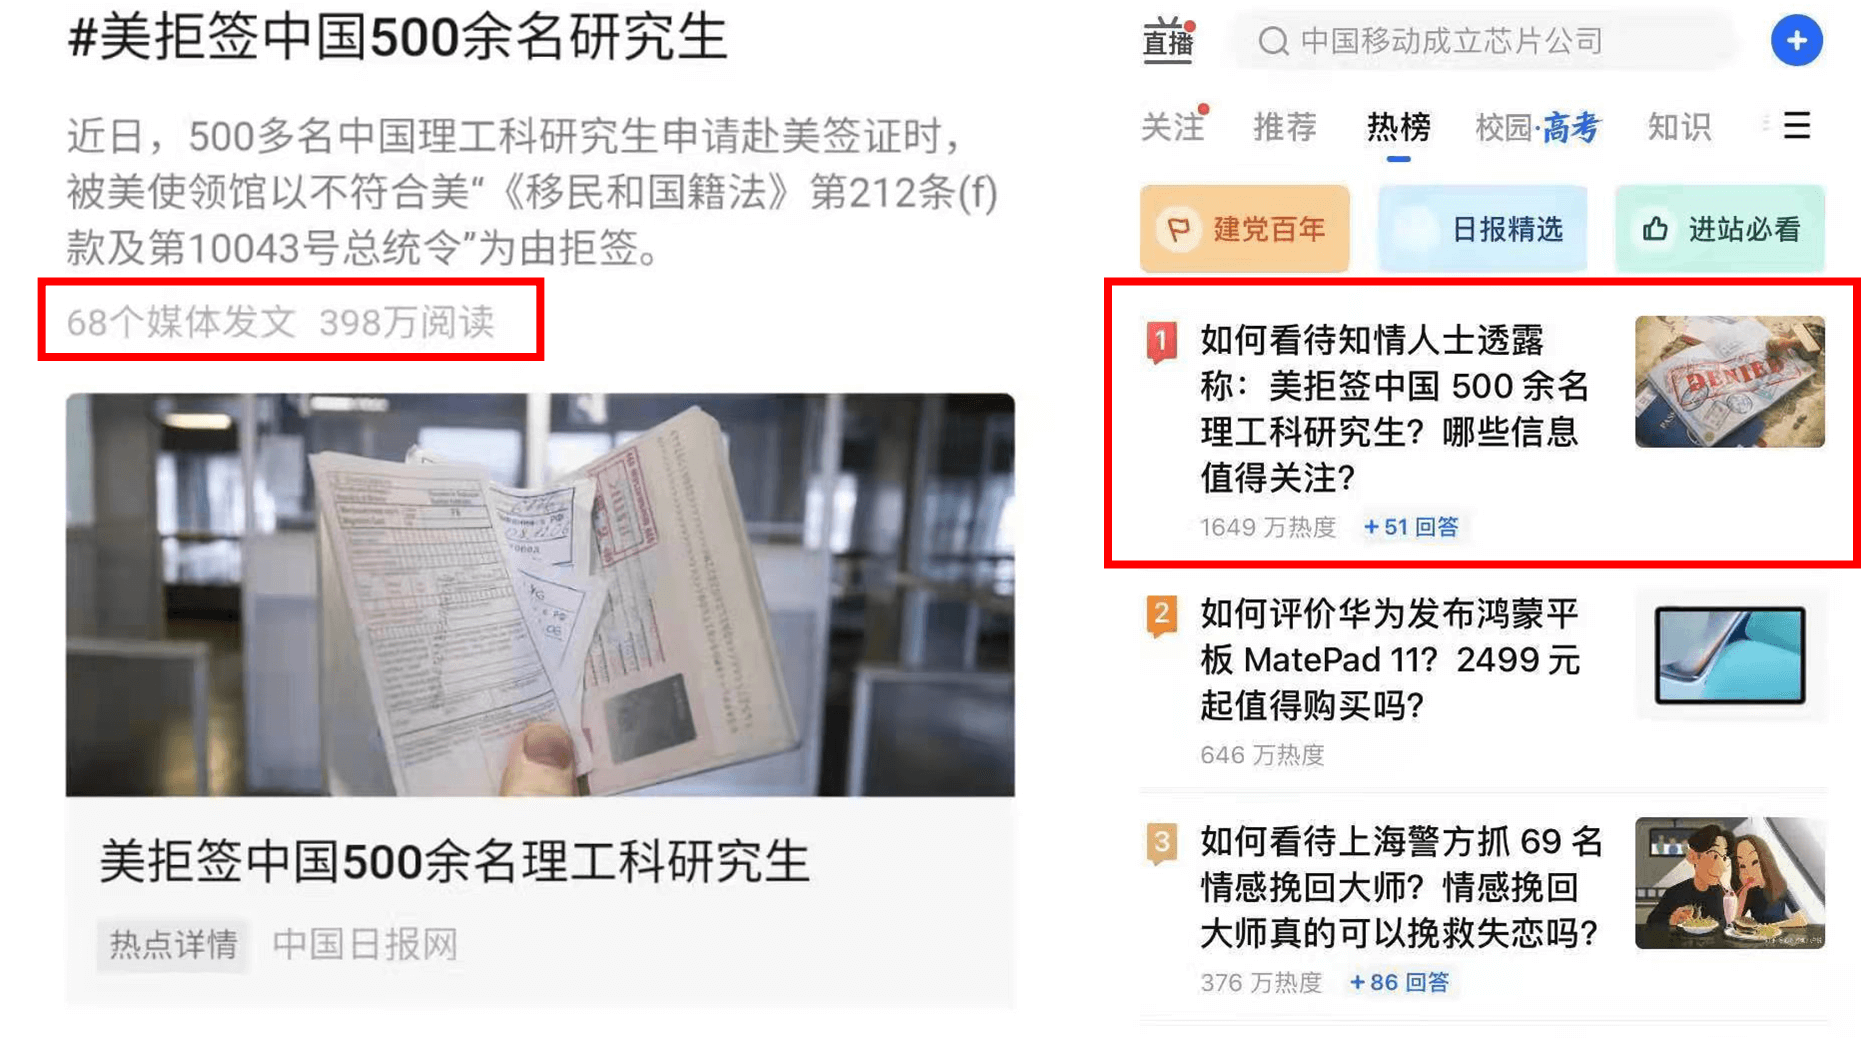 #美拒签中国500余名研究生
近日，500多名中国理工科研究生申请赴美签证时，
被美使领馆以不符合美“《移民和国籍法》第212条(f)
款及第10043号总统令”为由拒签。
68个媒体发文 398万阅读
美拒签中国500余名理工科研究生
热点详情 中国日报网
直播 中国移动成立芯片公司
关注 推荐 热榜 校园·高考 知识
建党百年 日报精选 进站必看
1 如何看待知情人士透露
称：美拒签中国 500 余名
理工科研究生？哪些信息
值得关注？
DENIED
1649 万热度 +51 回答
2 如何评价华为发布鸿蒙平
板 MatePad 11？2499 元
起值得购买吗？
646 万热度
3 如何看待上海警方抓 69 名
情感挽回大师？情感挽回
大师真的可以挽救失恋吗？
376 万热度 +86 回答